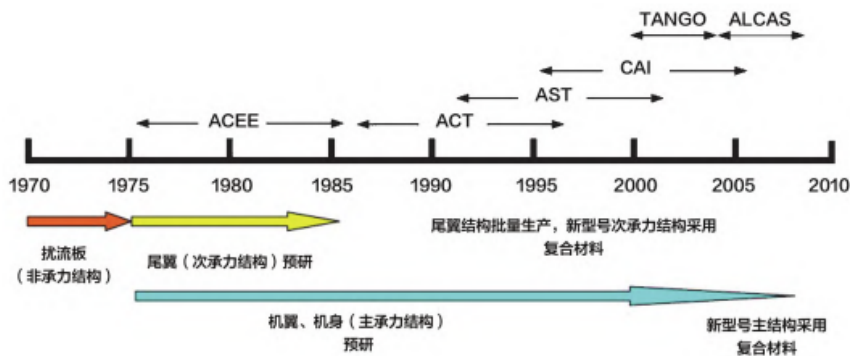 TANGO ALCAS
CAI
AST
ACEE ACT
1970 1975 1980 1985 1990 1995 2000 2005 2010
扰流板
（非承力结构）
尾翼（次承力结构）预研
尾翼结构批量生产，新型号次承力结构采用
复合材料
机翼、机身（主承力结构）
预研
新型号主结构采用
复合材料